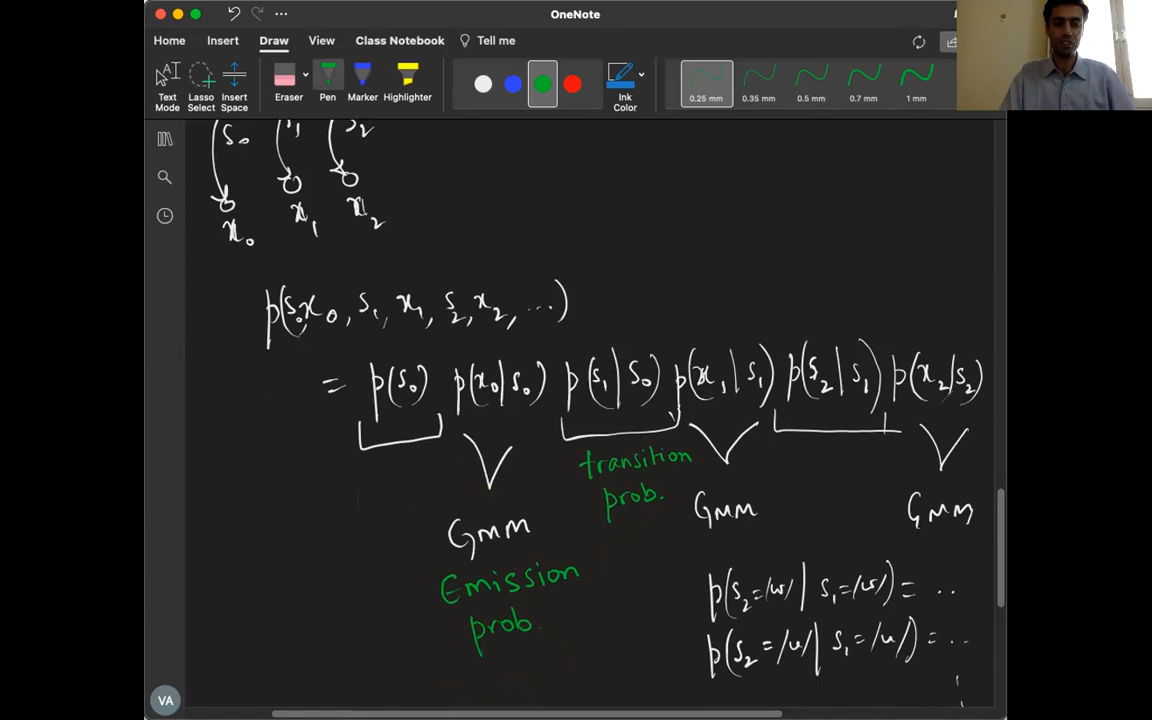 OneNote
Home Insert Draw View Class Notebook Tell me
Text Mode Lasso Select Insert Space Eraser Pen Marker Highlighter Ink Color 0.25 mm 0.35 mm 0.5 mm 0.7 mm 1 mm
s₀ s₂
x₀ x₁ x₂
p(s₀x₀, s₁, x₁, s₂, x₂, ...)
= p(s₀) p(x₀|s₀) p(s₁|s₀) p(x₁|s₁) p(s₂|s₁) p(x₂|s₂)
transition
prob.
GMM GMM GMM
Emission
prob.
p(s₂=/w/ | s₁=/w/) = ..
p(s₂=/u/ | s₁=/u/) = ..
VA